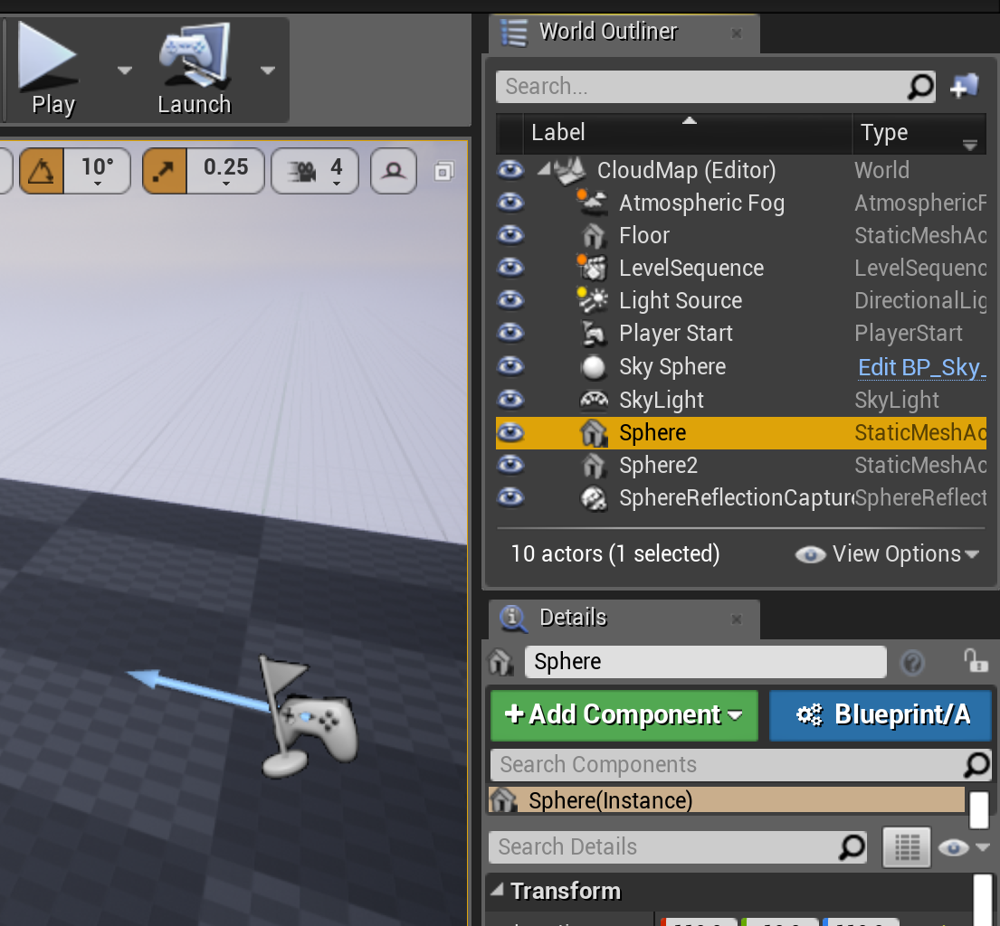 Play
Launch
10°
0.25
4
World Outliner
Search...
Label Type
CloudMap (Editor) World
Atmospheric Fog AtmosphericF
Floor StaticMeshAc
LevelSequence LevelSequenc
Light Source DirectionalLig
Player Start PlayerStart
Sky Sphere Edit BP_Sky_
SkyLight SkyLight
Sphere StaticMeshAc
Sphere2 StaticMeshAc
SphereReflectionCapture SphereReflect
10 actors (1 selected) View Options
Details
Sphere
+Add Component Blueprint/A
Search Components
Sphere(Instance)
Search Details
Transform